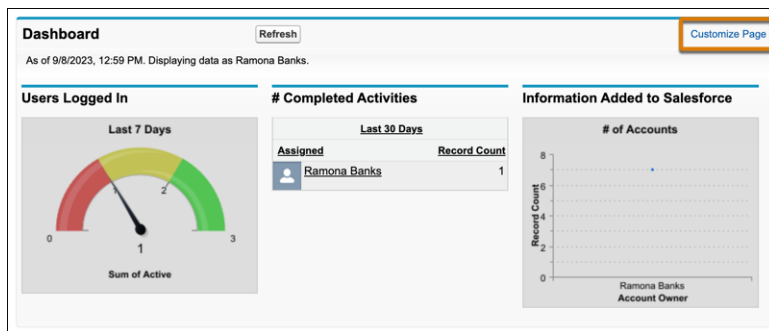 Dashboard
Refresh
Customize Page
As of 9/8/2023, 12:59 PM. Displaying data as Ramona Banks.
Users Logged In
Last 7 Days
0
1
2
3
1
Sum of Active
# Completed Activities
Last 30 Days
Assigned Record Count
Ramona Banks 1
Information Added to Salesforce
# of Accounts
Record Count
8
6
4
2
0
Ramona Banks
Account Owner